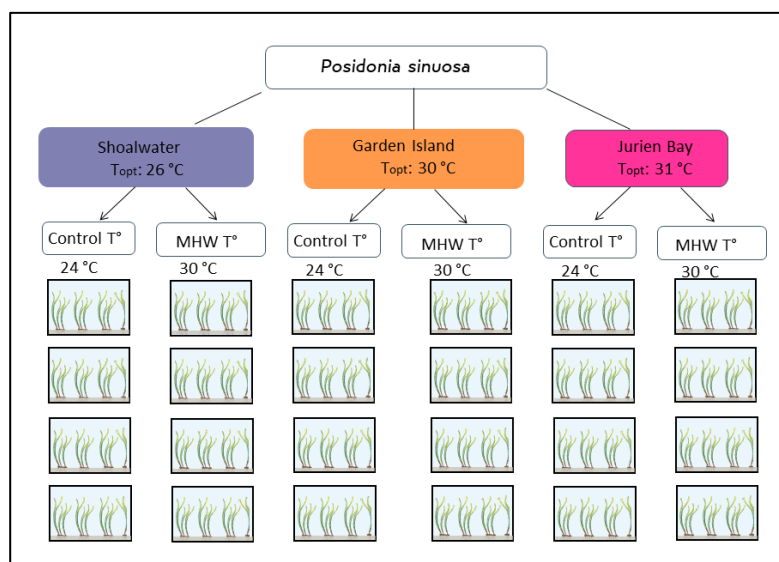 Posidonia sinuosa
Shoalwater
Topt: 26 °C
Garden Island
Topt: 30 °C
Jurien Bay
Topt: 31 °C
Control T°
MHW T°
Control T°
MHW T°
Control T°
MHW T°
24 °C
30 °C
24 °C
30 °C
24 °C
30 °C